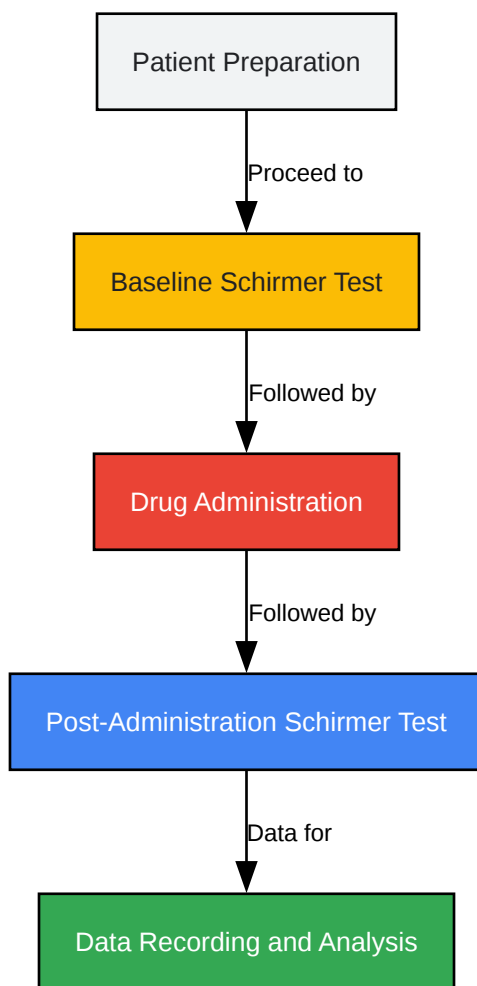 Patient Preparation
Proceed to
Baseline Schirmer Test
Followed by
Drug Administration
Followed by
Post-Administration Schirmer Test
Data for
Data Recording and Analysis